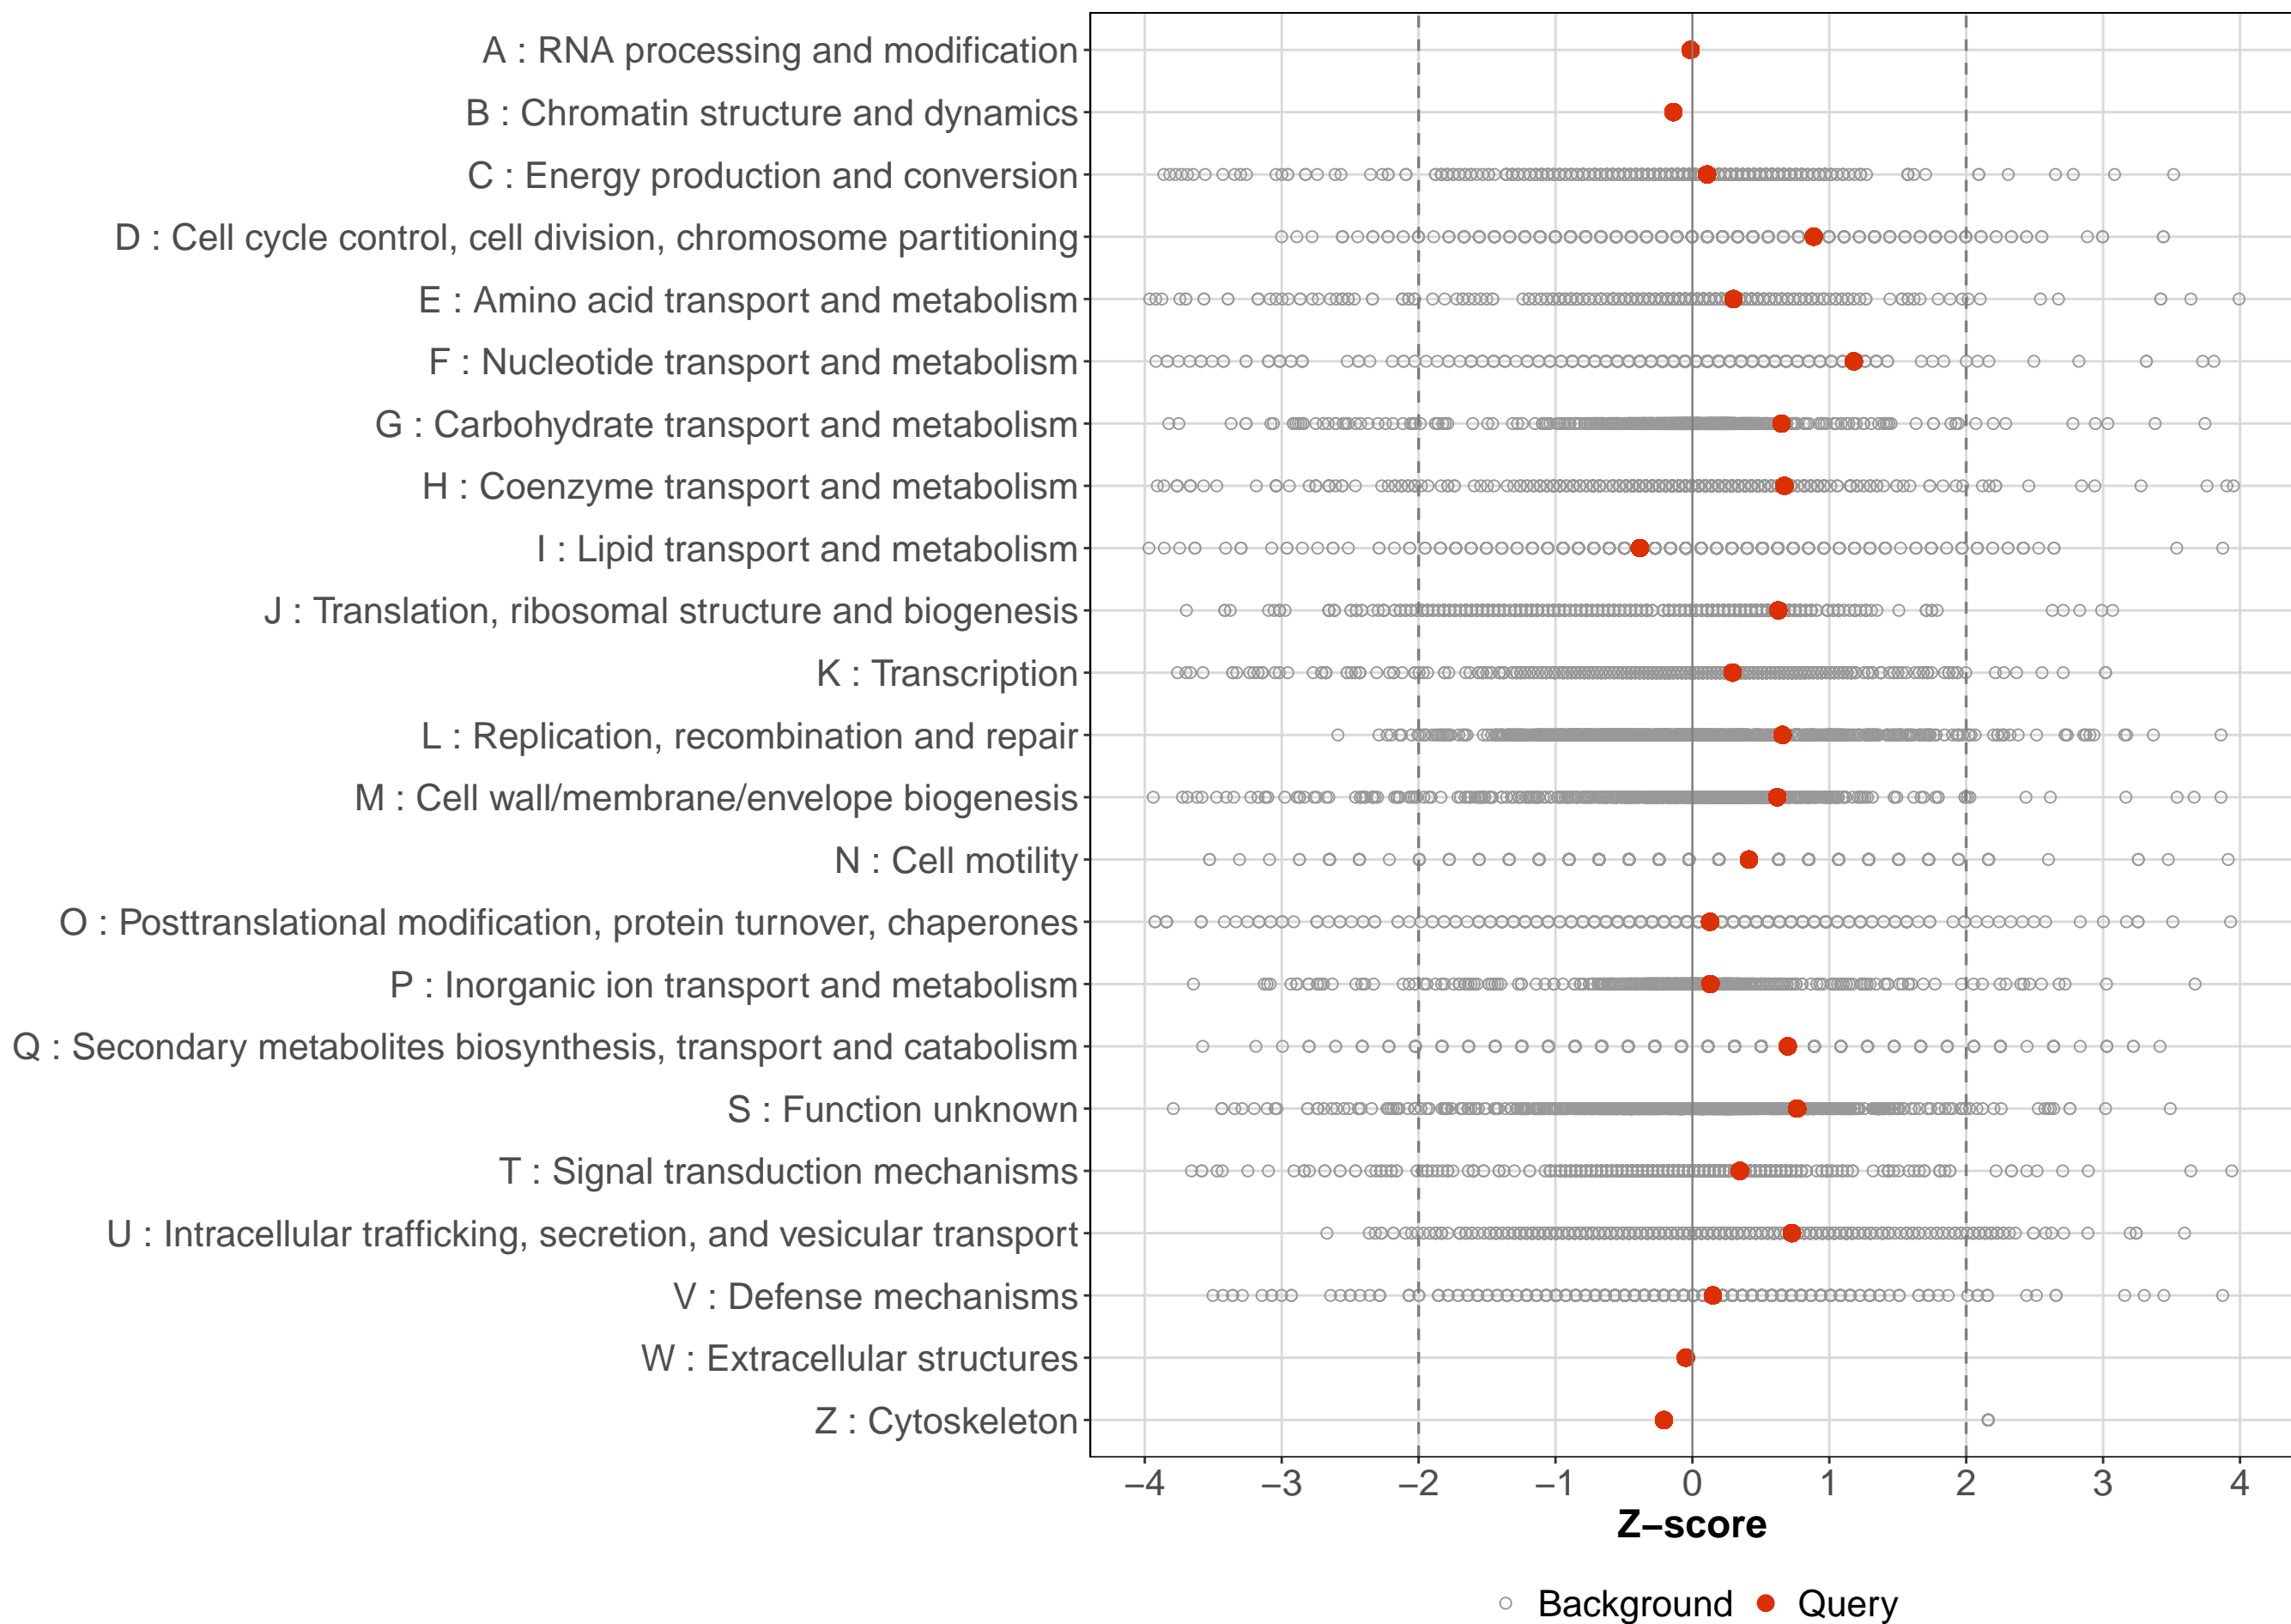 A : RNA processing and modification
B : Chromatin structure and dynamics
C : Energy production and conversion
D : Cell cycle control, cell division, chromosome partitioning
E : Amino acid transport and metabolism
F : Nucleotide transport and metabolism
G : Carbohydrate transport and metabolism
H : Coenzyme transport and metabolism
I : Lipid transport and metabolism
J : Translation, ribosomal structure and biogenesis
K : Transcription
L : Replication, recombination and repair
M : Cell wall/membrane/envelope biogenesis
N : Cell motility
O : Posttranslational modification, protein turnover, chaperones
P : Inorganic ion transport and metabolism
Q : Secondary metabolites biosynthesis, transport and catabolism
S : Function unknown
T : Signal transduction mechanisms
U : Intracellular trafficking, secretion, and vesicular transport
V : Defense mechanisms
W : Extracellular structures
Z : Cytoskeleton
−4 −3 −2 −1 0 1 2 3 4
Z−score
Background Query